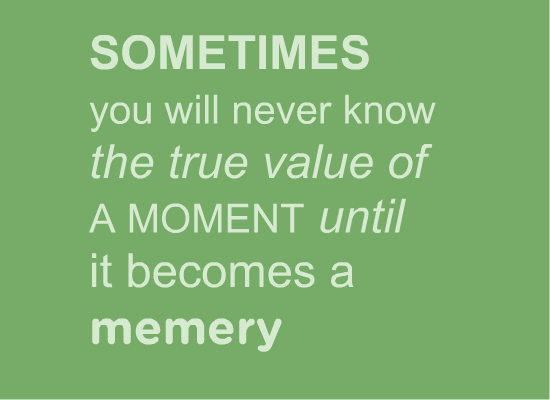 SOMETIMES
you will never know
the true value of
A MOMENT until
it becomes a
memery